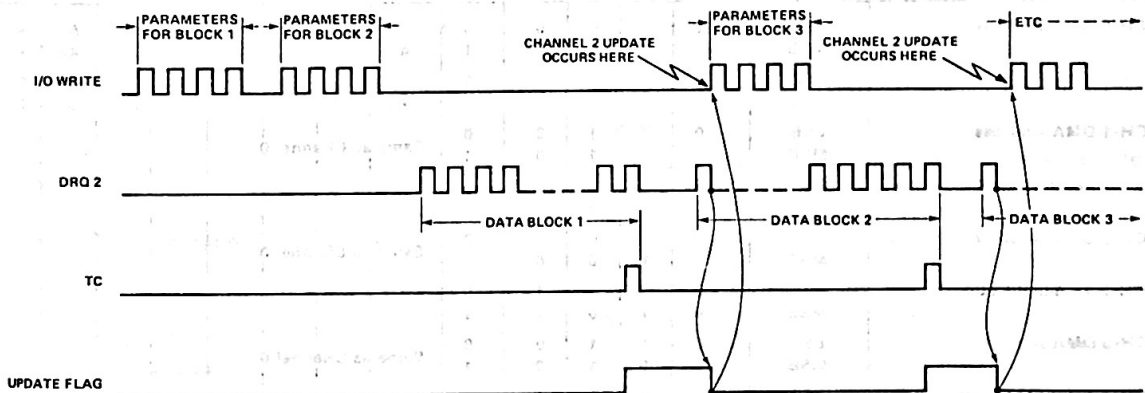 PARAMETERS
FOR BLOCK 1
PARAMETERS
FOR BLOCK 2
PARAMETERS
FOR BLOCK 3
ETC
CHANNEL 2 UPDATE
OCCURS HERE
CHANNEL 2 UPDATE
OCCURS HERE
I/O WRITE
DRQ 2
DATA BLOCK 1
DATA BLOCK 2
DATA BLOCK 3
TC
UPDATE FLAG